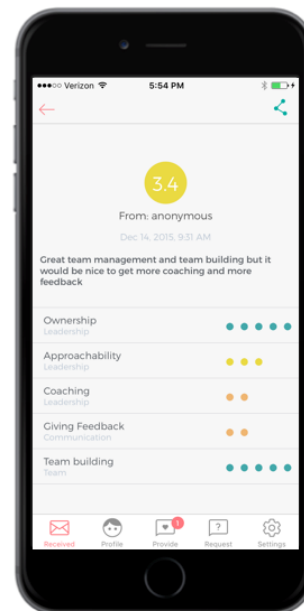 Verizon 5:54 PM
3.4
From: anonymous
Dec 14, 2015, 9:31 AM
Great team management and team building but it
would be nice to get more coaching and more
feedback
Ownership
Leadership
Approachability
Leadership
Coaching
Leadership
Giving Feedback
Communication
Team building
Team
1
?
Received Profile Provide Request Settings